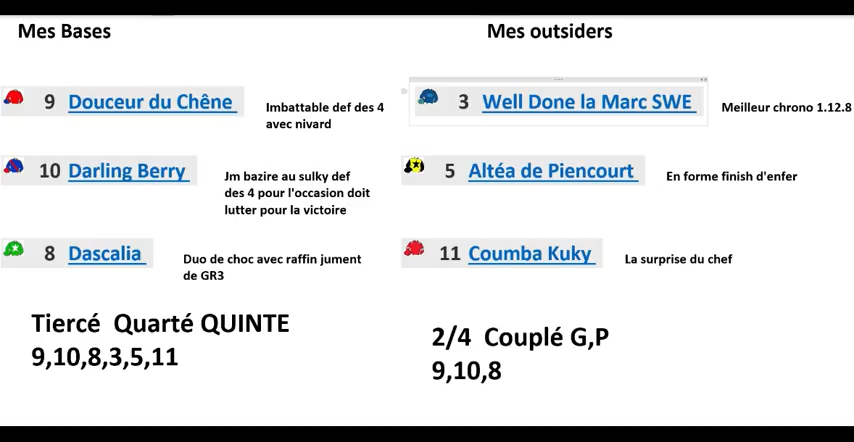 Mes Bases
9 Douceur du Chêne
Imbattable def des 4
avec nivard
10 Darling Berry
Jm bazire au sulky def
des 4 pour l'occasion doit
lutter pour la victoire
8 Dascalia
Duo de choc avec raffin jument
de GR3
Tiercé Quarté QUINTE
9,10,8,3,5,11
Mes outsiders
3 Well Done la Marc SWE
Meilleur chrono 1.12.8
5 Altéa de Piencourt
En forme finish d'enfer
11 Coumba Kuky
La surprise du chef
2/4 Couplé G,P
9,10,8